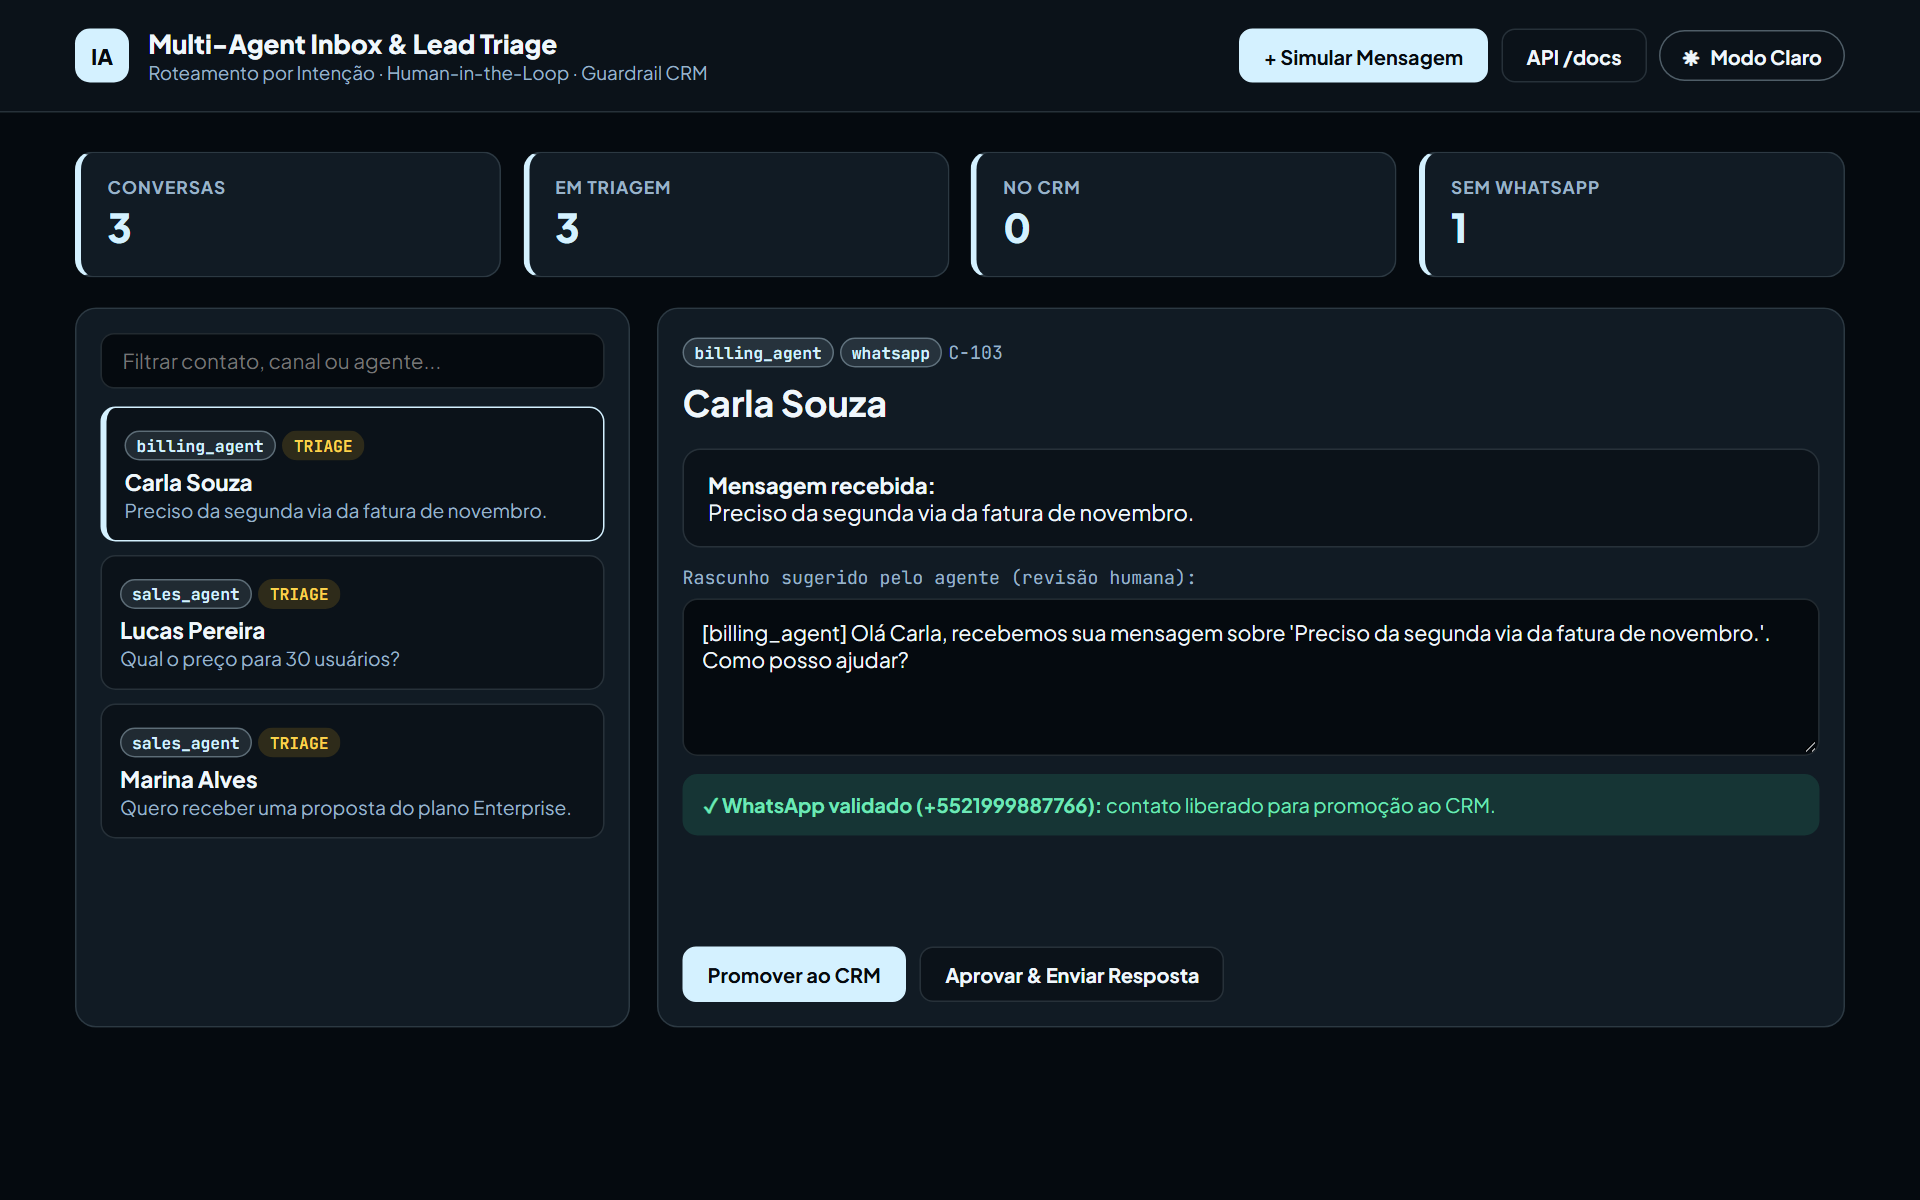 IA
Multi-Agent Inbox & Lead Triage
Roteamento por Intenção · Human-in-the-Loop · Guardrail CRM
+ Simular Mensagem
API /docs
Modo Claro
CONVERSAS
3
EM TRIAGEM
3
NO CRM
0
SEM WHATSAPP
1
Filtrar contato, canal ou agente...
billing_agent TRIAGE
Carla Souza
Preciso da segunda via da fatura de novembro.
sales_agent TRIAGE
Lucas Pereira
Qual o preço para 30 usuários?
sales_agent TRIAGE
Marina Alves
Quero receber uma proposta do plano Enterprise.
billing_agent whatsapp C-103
Carla Souza
Mensagem recebida:
Preciso da segunda via da fatura de novembro.
Rascunho sugerido pelo agente (revisão humana):
[billing_agent] Olá Carla, recebemos sua mensagem sobre 'Preciso da segunda via da fatura de novembro.'.
Como posso ajudar?
✓ WhatsApp validado (+5521999887766): contato liberado para promoção ao CRM.
Promover ao CRM
Aprovar & Enviar Resposta